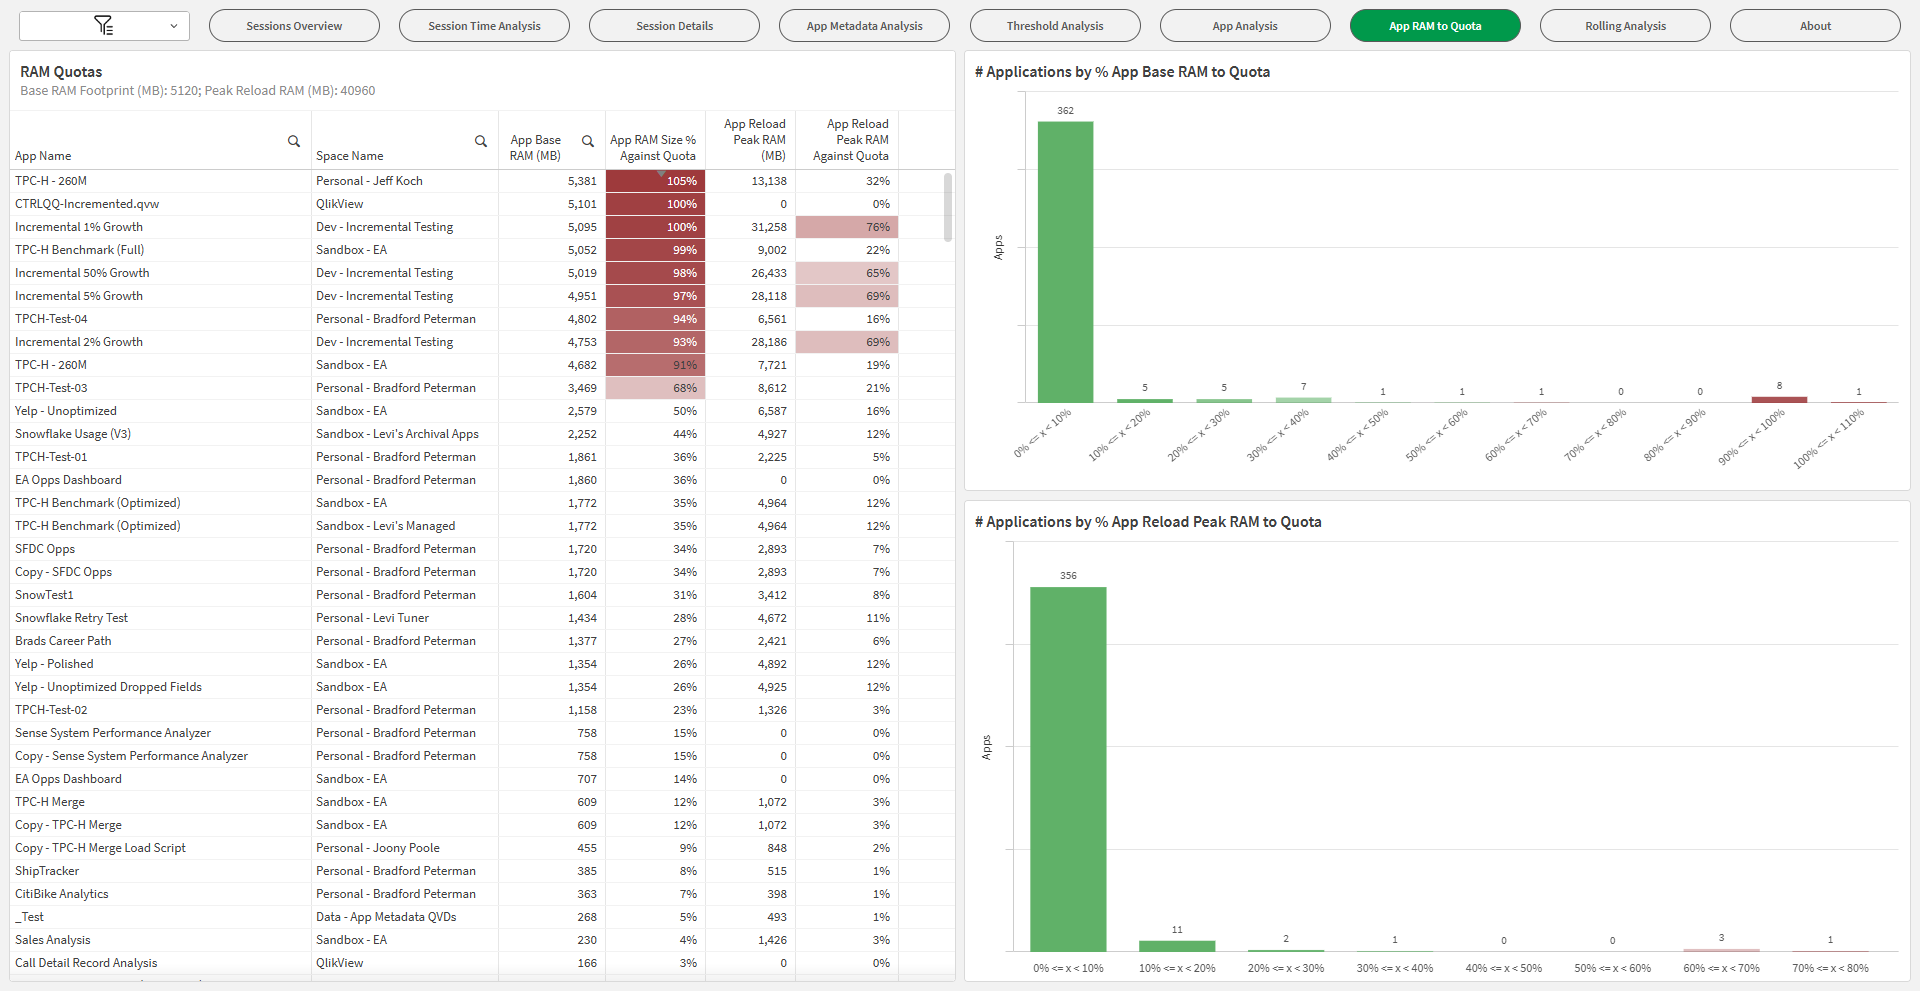 Sessions Overview
Session Time Analysis
Session Details
App Metadata Analysis
Threshold Analysis
App Analysis
App RAM to Quota
Rolling Analysis
About
RAM Quotas
Base RAM Footprint (MB): 5120; Peak Reload RAM (MB): 40960
App Name Space Name App Base RAM (MB) App RAM Size % Against Quota App Reload Peak RAM (MB) App Reload Peak RAM Against Quota
TPC-H - 260M Personal - Jeff Koch 5,381 105% 13,138 32%
CTRLQQ-Incremented.qvw QlikView 5,101 100% 0 0%
Incremental 1% Growth Dev - Incremental Testing 5,095 100% 31,258 76%
TPC-H Benchmark (Full) Sandbox - EA 5,052 99% 9,002 22%
Incremental 50% Growth Dev - Incremental Testing 5,019 98% 26,433 65%
Incremental 5% Growth Dev - Incremental Testing 4,951 97% 28,118 69%
TPCH-Test-04 Personal - Bradford Peterman 4,802 94% 6,561 16%
Incremental 2% Growth Dev - Incremental Testing 4,753 93% 28,186 69%
TPC-H - 260M Sandbox - EA 4,682 91% 7,721 19%
TPCH-Test-03 Personal - Bradford Peterman 3,469 68% 8,612 21%
Yelp - Unoptimized Sandbox - EA 2,579 50% 6,587 16%
Snowflake Usage (V3) Sandbox - Levi's Archival Apps 2,252 44% 4,927 12%
TPCH-Test-01 Personal - Bradford Peterman 1,861 36% 2,225 5%
EA Opps Dashboard Personal - Bradford Peterman 1,860 36% 0 0%
TPC-H Benchmark (Optimized) Sandbox - EA 1,772 35% 4,964 12%
TPC-H Benchmark (Optimized) Sandbox - Levi's Managed 1,772 35% 4,964 12%
SFDC Opps Personal - Bradford Peterman 1,720 34% 2,893 7%
Copy - SFDC Opps Personal - Bradford Peterman 1,720 34% 2,893 7%
SnowTest1 Personal - Bradford Peterman 1,604 31% 3,412 8%
Snowflake Retry Test Personal - Levi Tuner 1,434 28% 4,672 11%
Brads Career Path Personal - Bradford Peterman 1,377 27% 2,421 6%
Yelp - Polished Sandbox - EA 1,354 26% 4,892 12%
Yelp - Unoptimized Dropped Fields Sandbox - EA 1,354 26% 4,925 12%
TPCH-Test-02 Personal - Bradford Peterman 1,158 23% 1,326 3%
Sense System Performance Analyzer Personal - Bradford Peterman 758 15% 0 0%
Copy - Sense System Performance Analyzer Personal - Bradford Peterman 758 15% 0 0%
EA Opps Dashboard Sandbox - EA 707 14% 0 0%
TPC-H Merge Sandbox - EA 609 12% 1,072 3%
Copy - TPC-H Merge Sandbox - EA 609 12% 1,072 3%
Copy - TPC-H Merge Load Script Personal - Joony Poole 455 9% 848 2%
ShipTracker Personal - Bradford Peterman 385 8% 515 1%
CitiBike Analytics Personal - Bradford Peterman 363 7% 398 1%
_Test Data - App Metadata QVDs 268 5% 493 1%
Sales Analysis Sandbox - EA 230 4% 1,426 3%
Call Detail Record Analysis QlikView 166 3% 0 0%
# Applications by % App Base RAM to Quota
Apps
362 5 5 7 1 1 1 0 0 8 1
0% <= x < 10% 10% <= x < 20% 20% <= x < 30% 30% <= x < 40% 40% <= x < 50% 50% <= x < 60% 60% <= x < 70% 70% <= x < 80% 80% <= x < 90% 90% <= x < 100% 100% <= x < 110%
# Applications by % App Reload Peak RAM to Quota
Apps
356 11 2 1 0 0 3 1
0% <= x < 10% 10% <= x < 20% 20% <= x < 30% 30% <= x < 40% 40% <= x < 50% 50% <= x < 60% 60% <= x < 70% 70% <= x < 80%